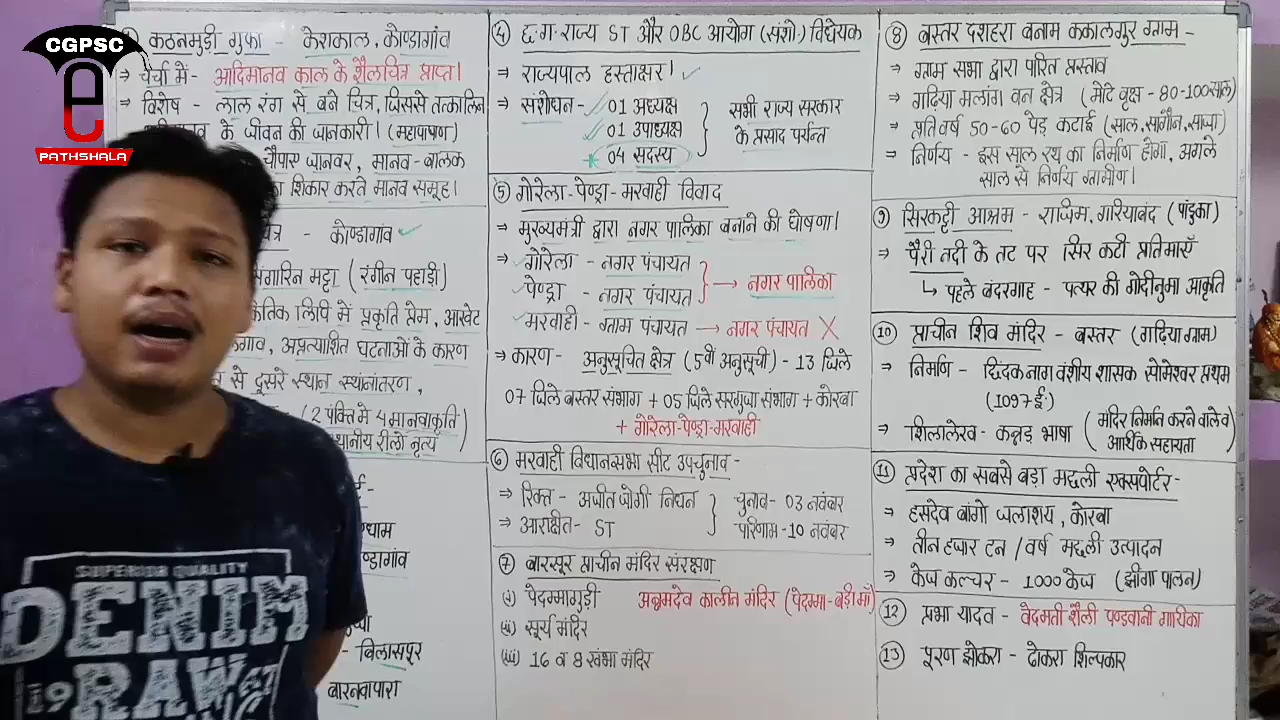 CGPSC
e
PATHSHALA
कठनमुड़ी गुफा - केशकाल, कोण्डागांव
⇒ चर्चा में - आदिमानव काल के शैलचित्र प्राप्त।
⇒ विशेष - लाल रंग से बने चित्र, जिससे तत्कालिन
के जीवन की जानकारी। (महापाषाण)
चौपाए जानवर, मानव-बालक
शिकार करते मानव समूह।
- कोण्डागांव ✓
(रंगीन पहाड़ी)
लिपि में प्रकृति प्रेम, आखेट
अप्रत्याशित घटनाओं के कारण
से दूसरे स्थान स्थानांतरण,
(2 पंक्ति में 4 मानवाकृति)
रीलो नृत्य
- बिलासपुर
बारनवापारा
④ छ.ग. राज्य ST और OBC आयोग (संशो.) विधेयक
⇒ राज्यपाल हस्ताक्षर। ✓
⇒ संशोधन - 01 अध्यक्ष
01 उपाध्यक्ष
04 सदस्य
सभी राज्य सरकार
के प्रसाद पर्यन्त
⑤ गोरेला-पेण्ड्रा-मरवाही विवाद
⇒ मुख्यमंत्री द्वारा नगर पालिका बनाने की घोषणा।
⇒ गोरेला - नगर पंचायत
पेण्ड्रा - नगर पंचायत
→ नगर पालिका
मरवाही - ग्राम पंचायत → नगर पंचायत X
⇒ कारण - अनुसूचित क्षेत्र (5वीं अनुसूची) - 13 जिले
07 जिले बस्तर संभाग + 05 जिले सरगुजा संभाग + कोरबा
+ गोरेला-पेण्ड्रा-मरवाही
⑥ मरवाही विधानसभा सीट उपचुनाव -
⇒ रिक्त - अजीत जोगी निधन
⇒ आरक्षित - ST
चुनाव - 03 नवंबर
परिणाम - 10 नवंबर
⑦ बारसूर प्राचीन मंदिर संरक्षण
(i) पेदम्मागुड़ी अन्नमदेव कालीन मंदिर (पेदम्मा - बड़ी माँ)
(ii) सूर्य मंदिर
(iii) 16 व 8 खंभा मंदिर
⑧ बस्तर दशहरा बनाम ककालगुर ग्राम -
⇒ ग्राम सभा द्वारा पारित प्रस्ताव
⇒ गढ़िया मलांग वन क्षेत्र (मोटे वृक्ष - 80-100 साल)
⇒ प्रतिवर्ष 50-60 पेड़ कटाई (साल, सागौन, साजा)
⇒ निर्णय - इस साल रथ का निर्माण होगा, अगले
साल से निर्णय ग्रामीण।
⑨ सिरकट्टी आश्रम - राजिम, गरियाबंद (पांडुका)
⇒ पैरी नदी के तट पर सिर कटी प्रतिमाएँ
↳ पहले बंदरगाह - पत्थर की गोदीनुमा आकृति
⑩ प्राचीन शिव मंदिर - बस्तर (गढ़िया ग्राम)
⇒ निर्माण - छिंदक नाग वंशीय शासक सोमेश्वर प्रथम
(1097 ई.)
⇒ शिलालेख - कन्नड़ भाषा (मंदिर निर्माण करने वाले व
आर्थिक सहायता)
⑪ प्रदेश का सबसे बड़ा मछली एक्सपोर्टर -
⇒ हसदेव बांगो जलाशय, कोरबा
⇒ तीन हजार टन / वर्ष मछली उत्पादन
⇒ केज कल्चर - 1000 केज (झींगा पालन)
⑫ प्रभा यादव - वेदमती शैली पण्डवानी गायिका
⑬ पूरण झोकरा - ढोकरा शिल्पकार
SUPERIOR QUALITY
DENIM
RAW